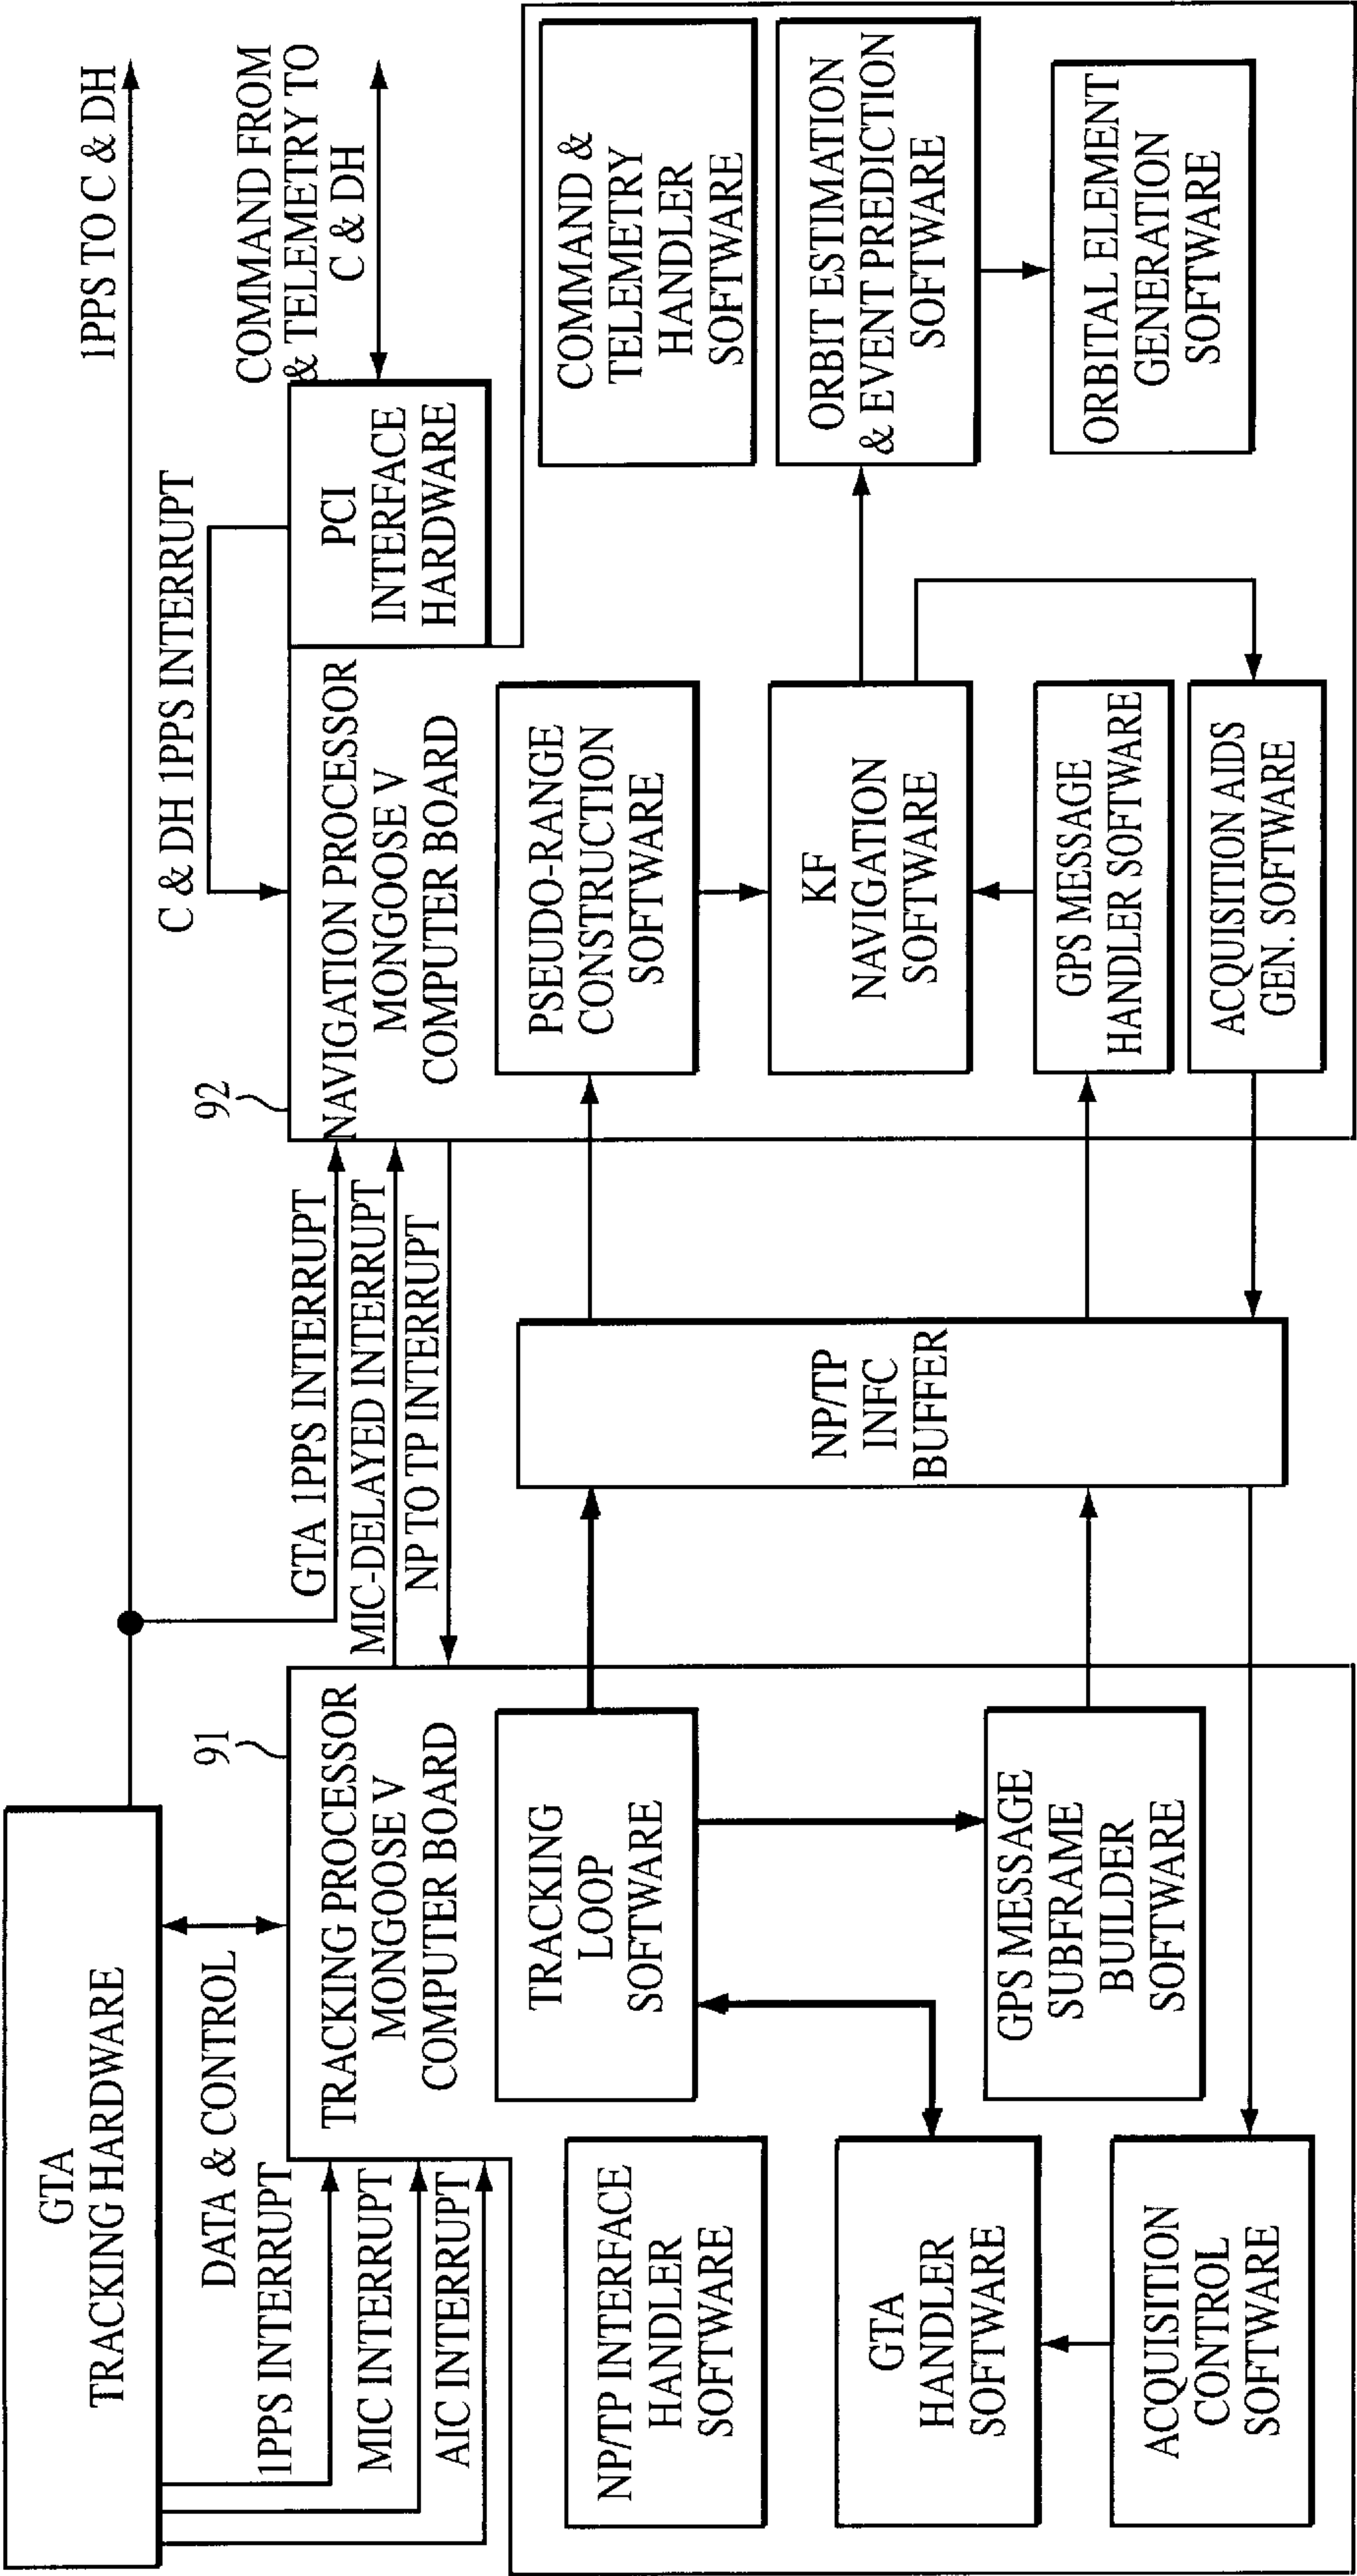 GTA
TRACKING HARDWARE
1PPS TO C & DH
DATA & CONTROL
1PPS INTERRUPT
MIC INTERRUPT
AIC INTERRUPT
91
TRACKING PROCESSOR
MONGOOSE V
COMPUTER BOARD
NP/TP INTERFACE
HANDLER
SOFTWARE
TRACKING
LOOP
SOFTWARE
GTA
HANDLER
SOFTWARE
GPS MESSAGE
SUBFRAME
BUILDER
SOFTWARE
ACQUISITION
CONTROL
SOFTWARE
GTA 1PPS INTERRUPT
MIC-DELAYED INTERRUPT
NP TO TP INTERRUPT
NP/TP
INFC
BUFFER
92
C & DH 1PPS INTERRUPT
NAVIGATION PROCESSOR
MONGOOSE V
COMPUTER BOARD
PCI
INTERFACE
HARDWARE
COMMAND FROM
& TELEMETRY TO
C & DH
PSEUDO-RANGE
CONSTRUCTION
SOFTWARE
KF
NAVIGATION
SOFTWARE
GPS MESSAGE
HANDLER SOFTWARE
ACQUISITION AIDS
GEN. SOFTWARE
COMMAND &
TELEMETRY
HANDLER
SOFTWARE
ORBIT ESTIMATION
& EVENT PREDICTION
SOFTWARE
ORBITAL ELEMENT
GENERATION
SOFTWARE